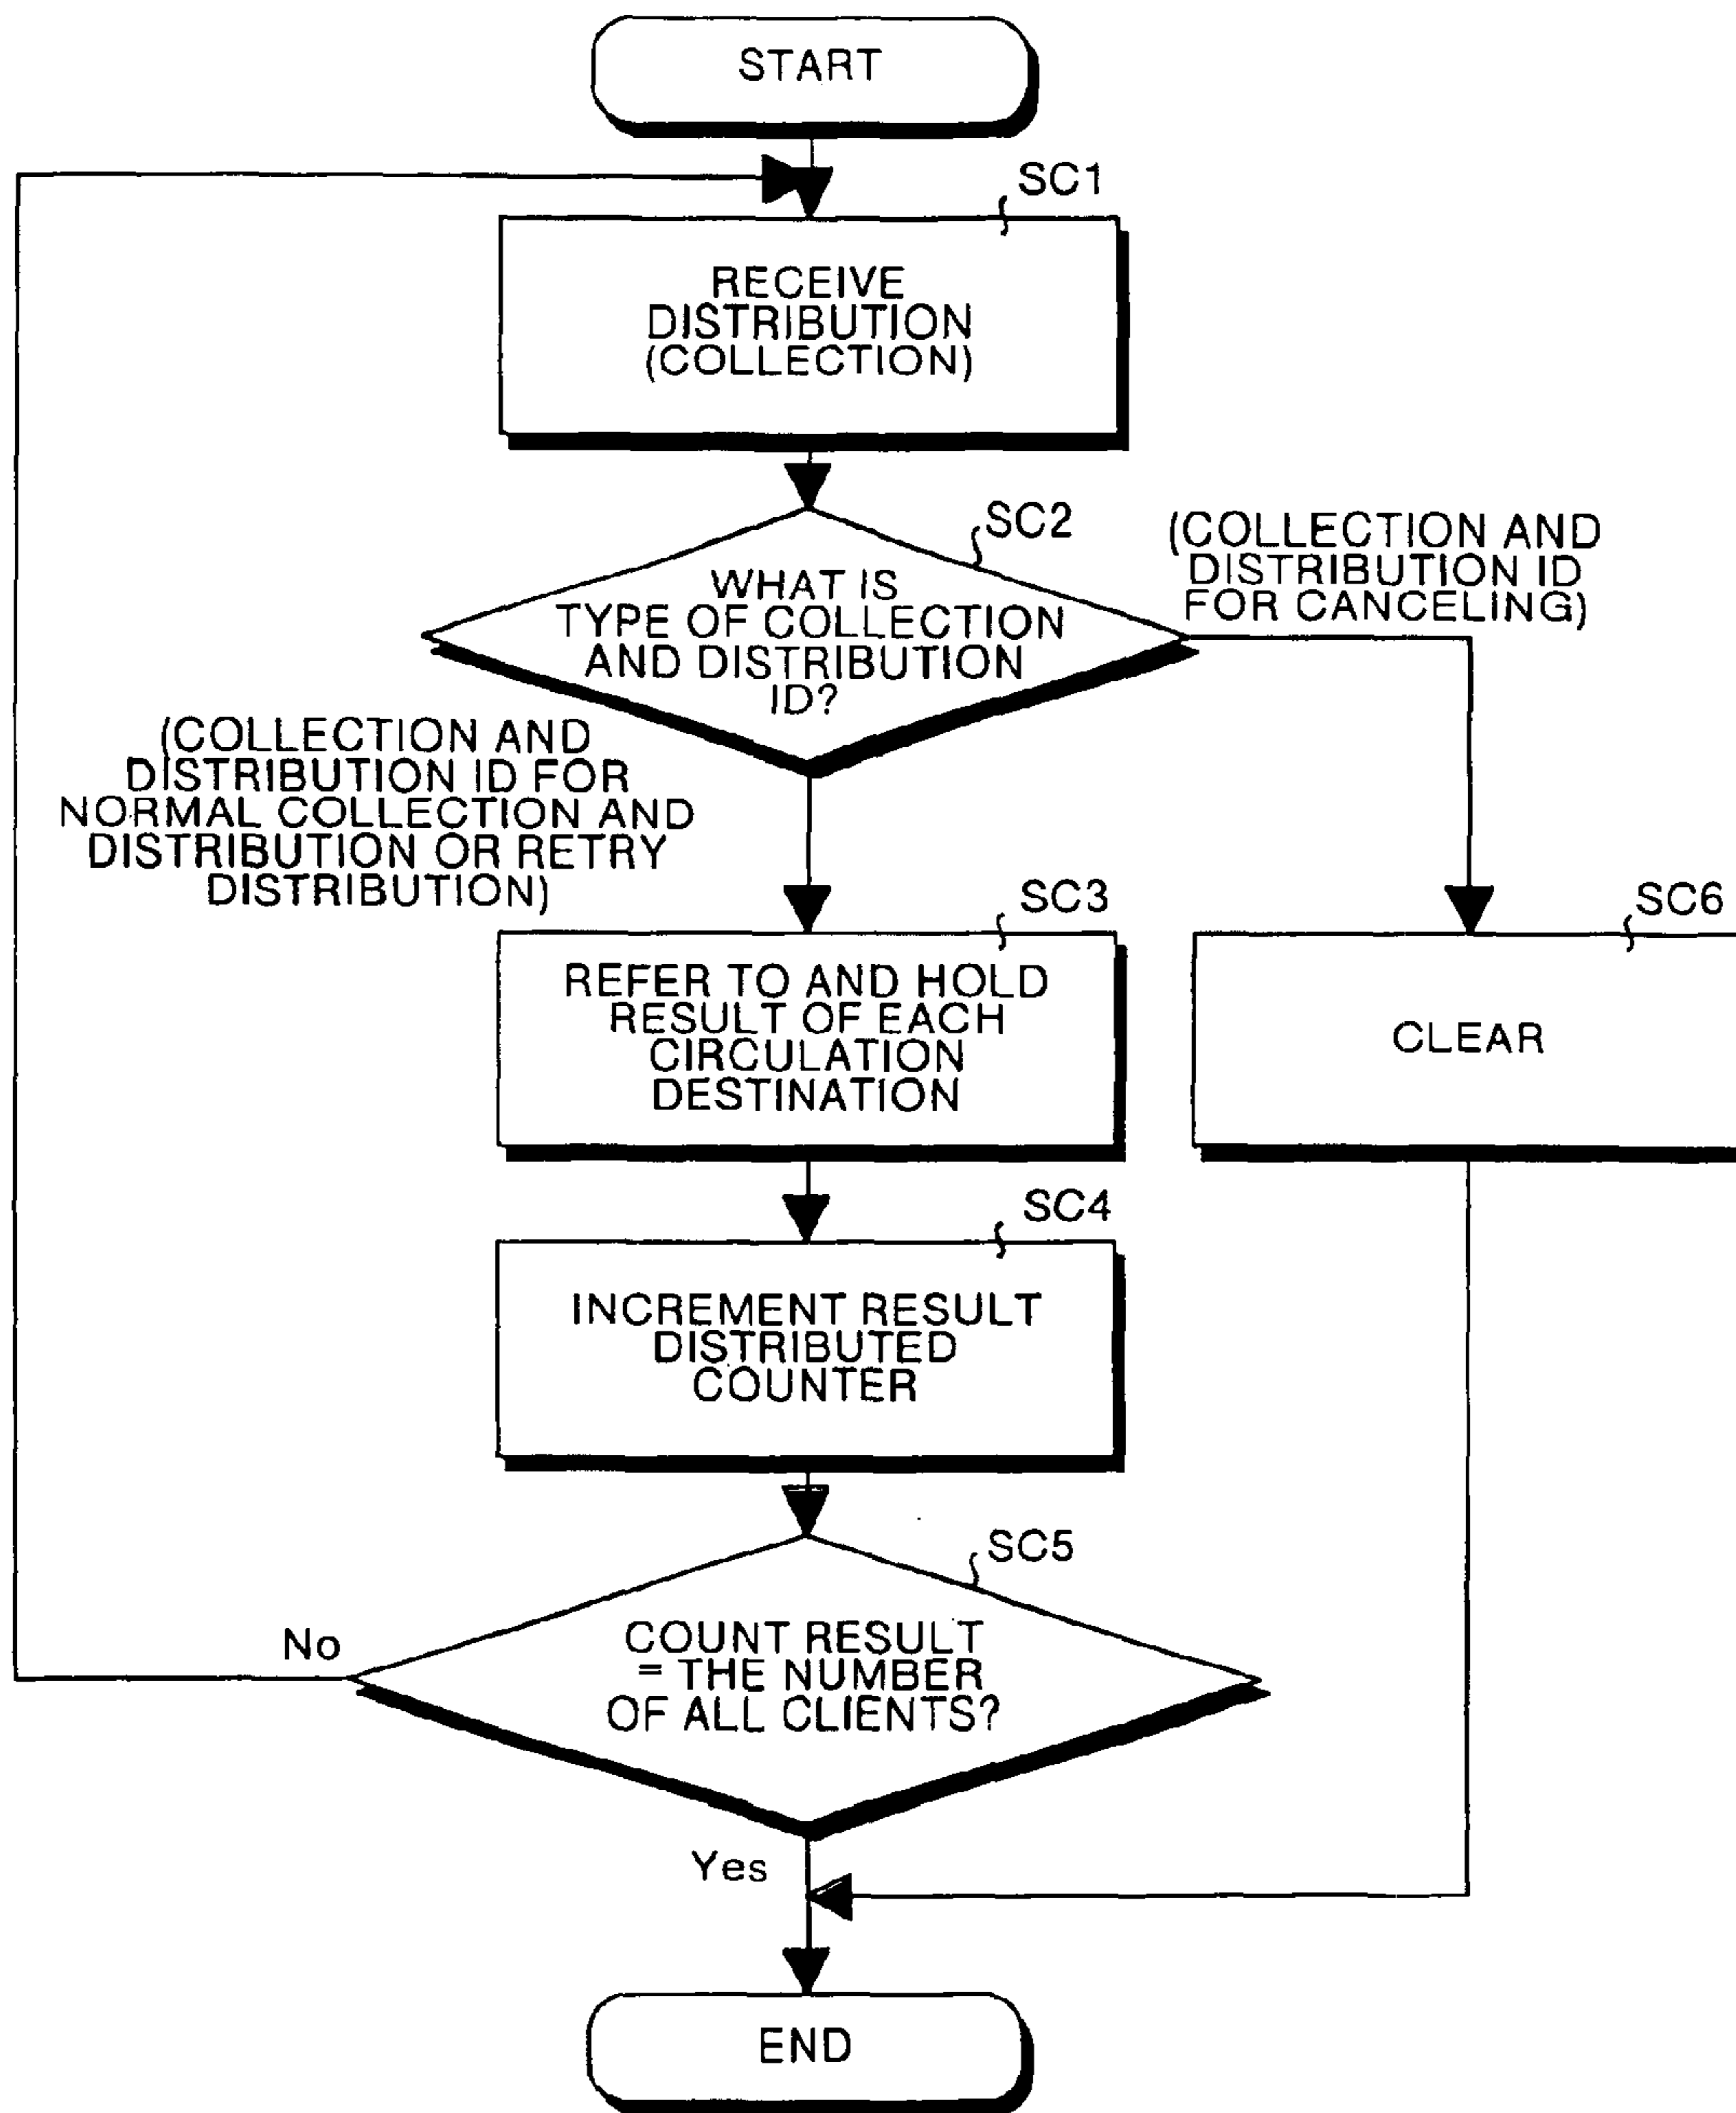 START
SC1
RECEIVE
DISTRIBUTION
(COLLECTION)
SC2
WHAT IS
TYPE OF COLLECTION
AND DISTRIBUTION
ID?
(COLLECTION AND
DISTRIBUTION ID
FOR CANCELING)
(COLLECTION AND
DISTRIBUTION ID FOR
NORMAL COLLECTION AND
DISTRIBUTION OR RETRY
DISTRIBUTION)
SC3
REFER TO AND HOLD
RESULT OF EACH
CIRCULATION
DESTINATION
SC6
CLEAR
SC4
INCREMENT RESULT
DISTRIBUTED
COUNTER
SC5
COUNT RESULT
= THE NUMBER
OF ALL CLIENTS?
No
Yes
END